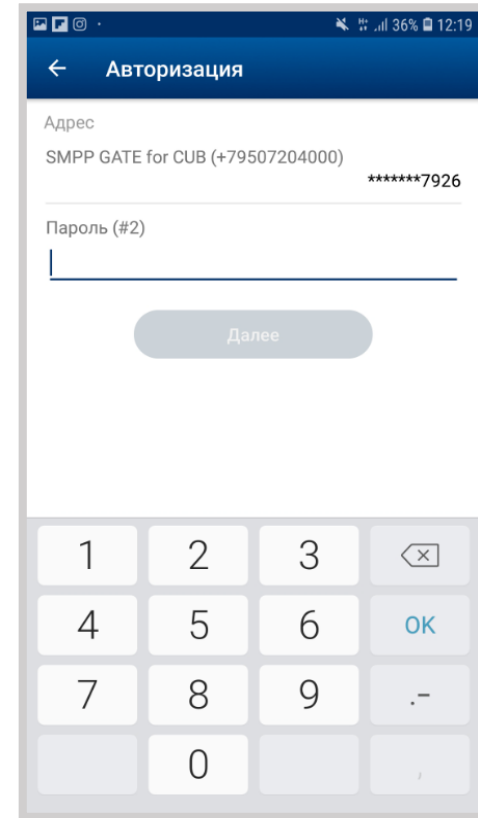 36% 12:19
Авторизация
Адрес
SMPP GATE for CUB (+79507204000)
*******7926
Пароль (#2)
Далее
1 2 3
4 5 6 OK
7 8 9 .-
0 ,